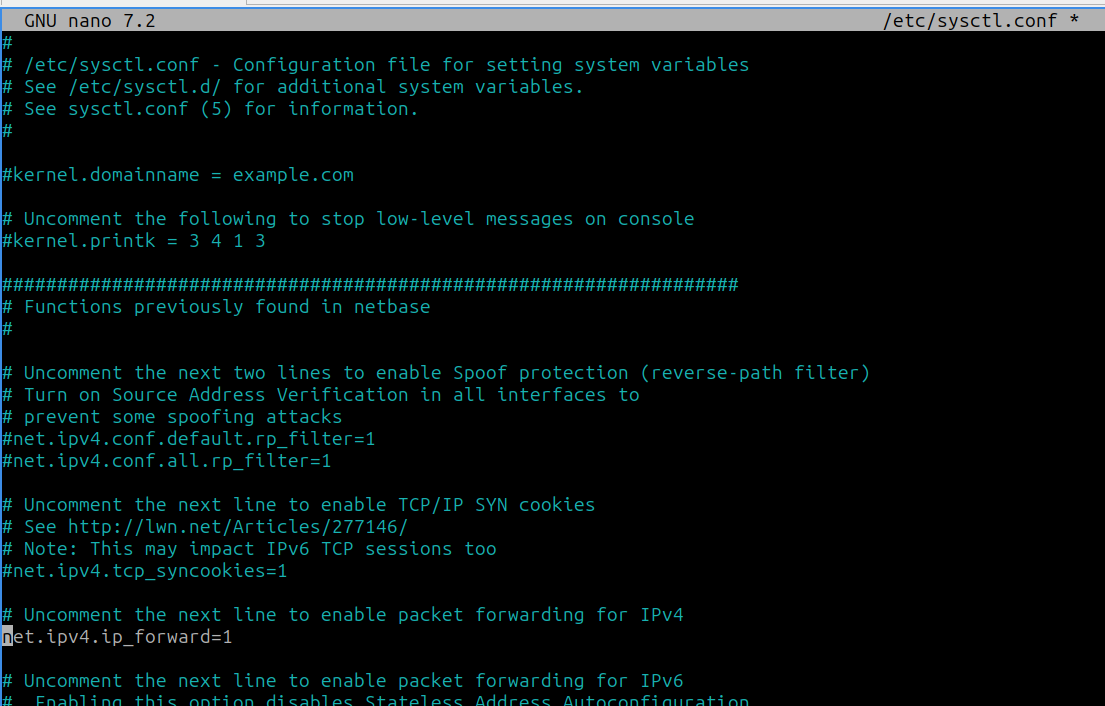 GNU nano 7.2 /etc/sysctl.conf *
#
# /etc/sysctl.conf - Configuration file for setting system variables
# See /etc/sysctl.d/ for additional system variables.
# See sysctl.conf (5) for information.
#
#kernel.domainname = example.com
# Uncomment the following to stop low-level messages on console
#kernel.printk = 3 4 1 3
###################################################################
# Functions previously found in netbase
#
# Uncomment the next two lines to enable Spoof protection (reverse-path filter)
# Turn on Source Address Verification in all interfaces to
# prevent some spoofing attacks
#net.ipv4.conf.default.rp_filter=1
#net.ipv4.conf.all.rp_filter=1
# Uncomment the next line to enable TCP/IP SYN cookies
# See http://lwn.net/Articles/277146/
# Note: This may impact IPv6 TCP sessions too
#net.ipv4.tcp_syncookies=1
# Uncomment the next line to enable packet forwarding for IPv4
net.ipv4.ip_forward=1
# Uncomment the next line to enable packet forwarding for IPv6
#  Enabling this option disables Stateless Address Autoconfiguration